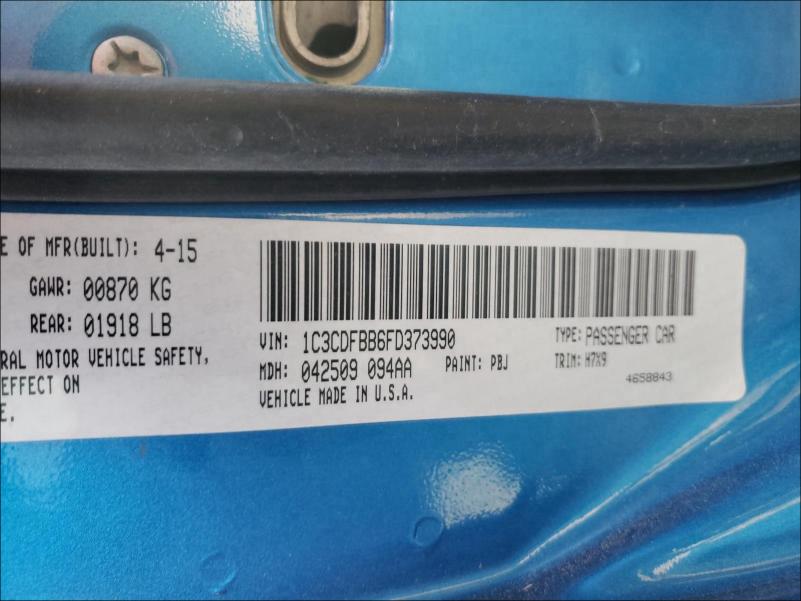 E OF MFR(BUILT): 4-15
GAWR: 00870 KG
REAR: 01918 LB
RAL MOTOR VEHICLE SAFETY,
EFFECT ON
E.
VIN: 1C3CDFBB6FD373990
TYPE: PASSENGER CAR
MDH: 042509 094AA
PAINT: PBJ
TRIM: H7X9
VEHICLE MADE IN U.S.A.
4658843